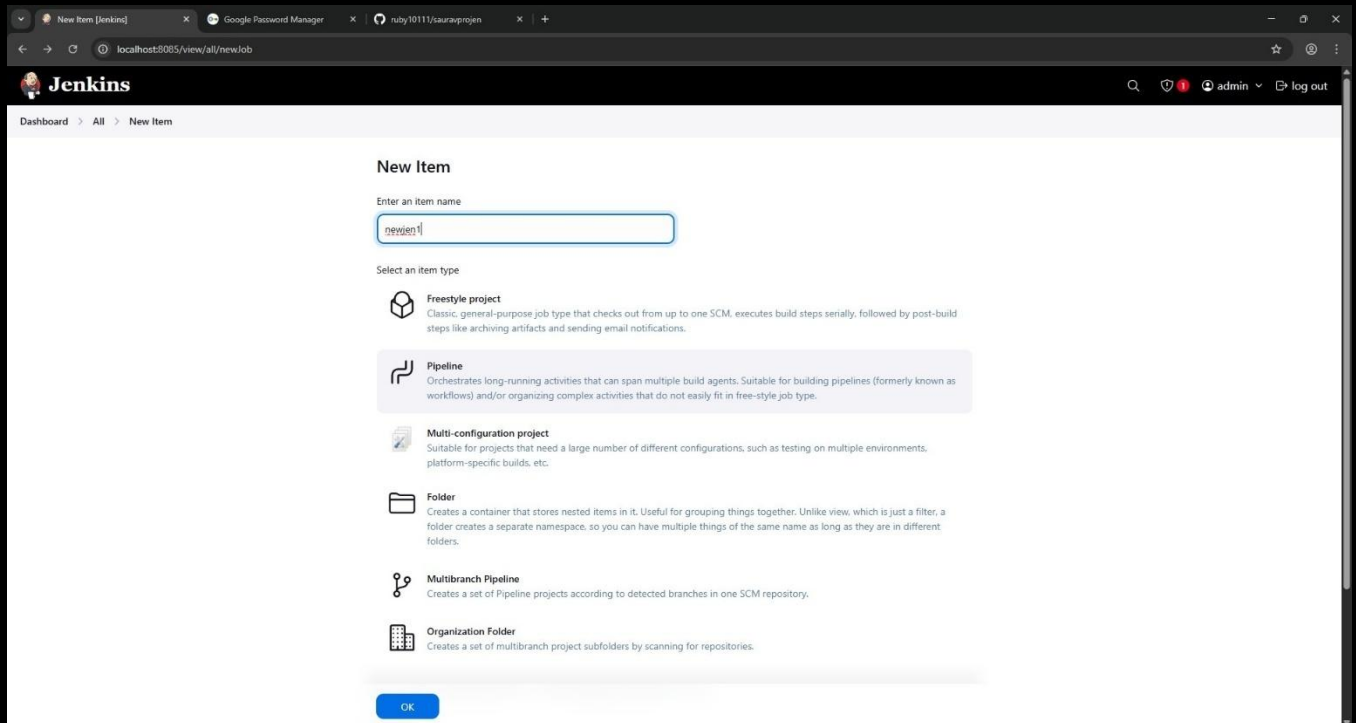 New Item [Jenkins]
Google Password Manager
ruby10111/sauravprojen
localhost:8085/view/all/newJob
Jenkins
1
admin
log out
Dashboard > All > New Item
New Item
Enter an item name
newjen1
Select an item type
Freestyle project
Classic, general-purpose job type that checks out from up to one SCM, executes build steps serially, followed by post-build
steps like archiving artifacts and sending email notifications.
Pipeline
Orchestrates long-running activities that can span multiple build agents. Suitable for building pipelines (formerly known as
workflows) and/or organizing complex activities that do not easily fit in free-style job type.
Multi-configuration project
Suitable for projects that need a large number of different configurations, such as testing on multiple environments,
platform-specific builds, etc.
Folder
Creates a container that stores nested items in it. Useful for grouping things together. Unlike view, which is just a filter, a
folder creates a separate namespace, so you can have multiple things of the same name as long as they are in different
folders.
Multibranch Pipeline
Creates a set of Pipeline projects according to detected branches in one SCM repository.
Organization Folder
Creates a set of multibranch project subfolders by scanning for repositories.
OK